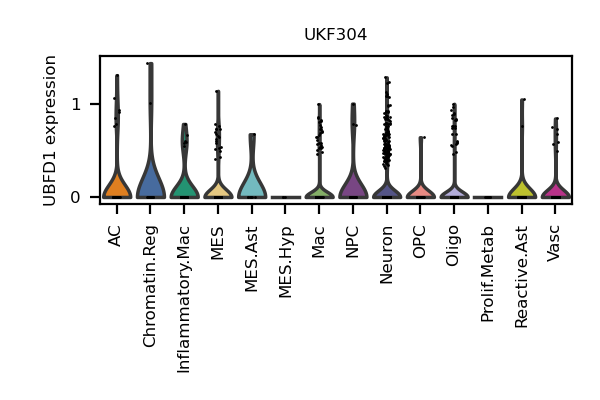 UKF304
UBFD1 expression
1
0
AC
Chromatin.Reg
Inflammatory.Mac
MES
MES.Ast
MES.Hyp
Mac
NPC
Neuron
OPC
Oligo
Prolif.Metab
Reactive.Ast
Vasc